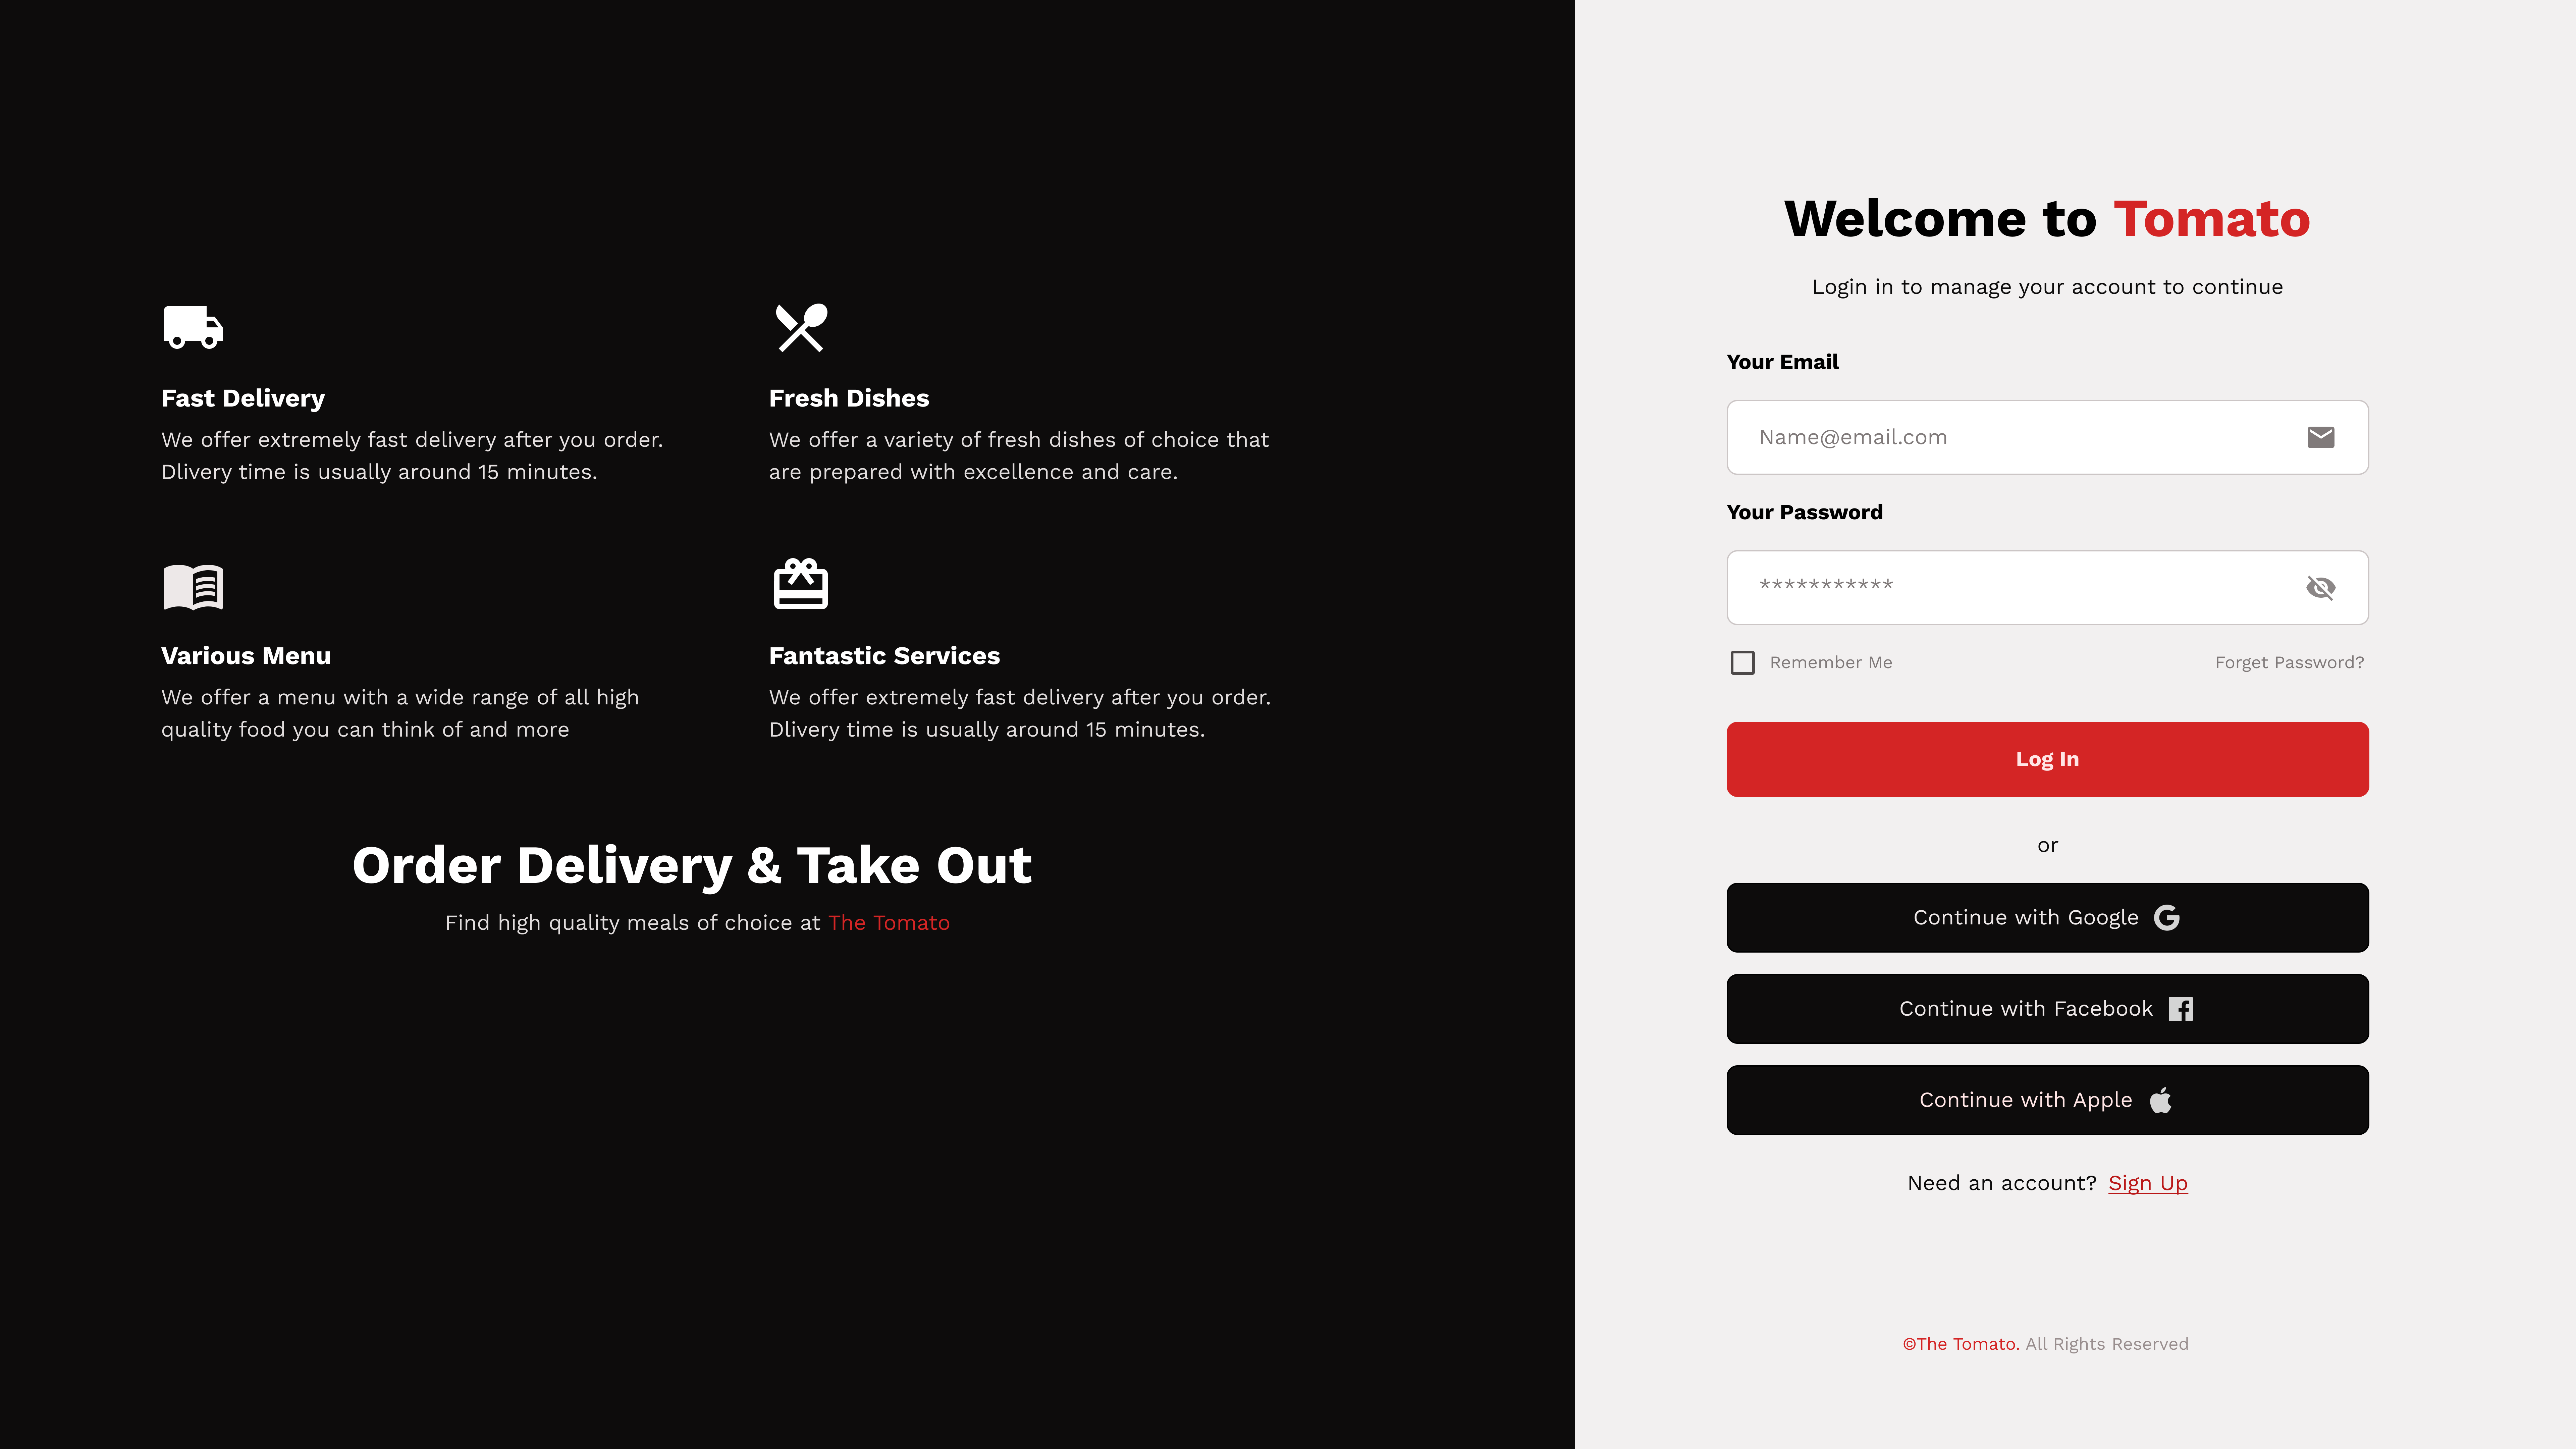 Fast Delivery
We offer extremely fast delivery after you order.
Dlivery time is usually around 15 minutes.
Fresh Dishes
We offer a variety of fresh dishes of choice that
are prepared with excellence and care.
Various Menu
We offer a menu with a wide range of all high
quality food you can think of and more
Fantastic Services
We offer extremely fast delivery after you order.
Dlivery time is usually around 15 minutes.
Order Delivery & Take Out
Find high quality meals of choice at The Tomato
Welcome to Tomato
Login in to manage your account to continue
Your Email
Name@email.com
Your Password
***********
Remember Me
Forget Password?
Log In
or
Continue with Google
Continue with Facebook
Continue with Apple
Need an account? Sign Up
©The Tomato. All Rights Reserved